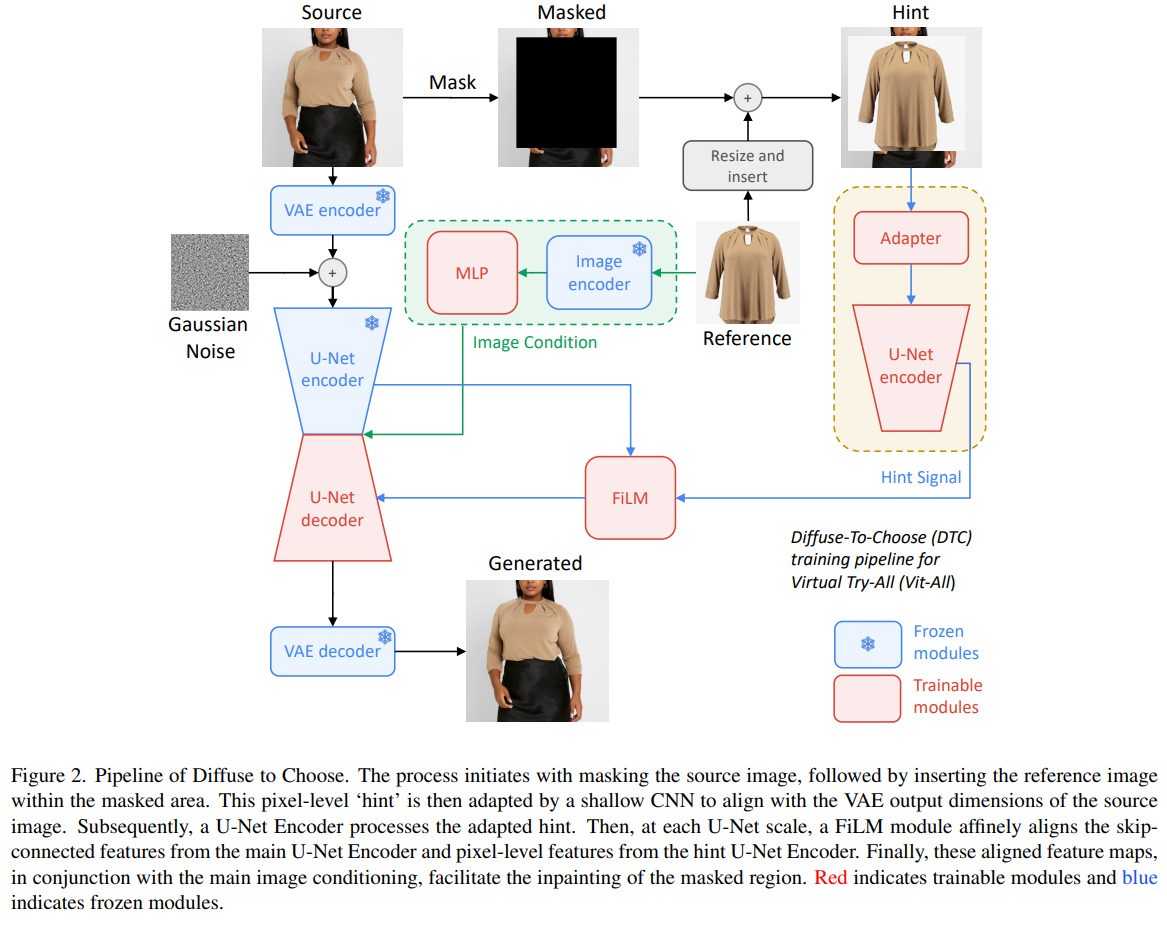 Source
Masked
Hint
Mask
+
Resize and
insert
VAE encoder
Adapter
MLP
Image
encoder
+
Gaussian
Noise
Reference
Image Condition
U-Net
encoder
U-Net
encoder
Hint Signal
FiLM
U-Net
decoder
Diffuse-To-Choose (DTC)
training pipeline for
Virtual Try-All (Vit-All)
Generated
VAE decoder
Frozen
modules
Trainable
modules
Figure 2. Pipeline of Diffuse to Choose. The process initiates with masking the source image, followed by inserting the reference image
within the masked area. This pixel-level ‘hint’ is then adapted by a shallow CNN to align with the VAE output dimensions of the source
image. Subsequently, a U-Net Encoder processes the adapted hint. Then, at each U-Net scale, a FiLM module affinely aligns the skip-
connected features from the main U-Net Encoder and pixel-level features from the hint U-Net Encoder. Finally, these aligned feature maps,
in conjunction with the main image conditioning, facilitate the inpainting of the masked region. Red indicates trainable modules and blue
indicates frozen modules.